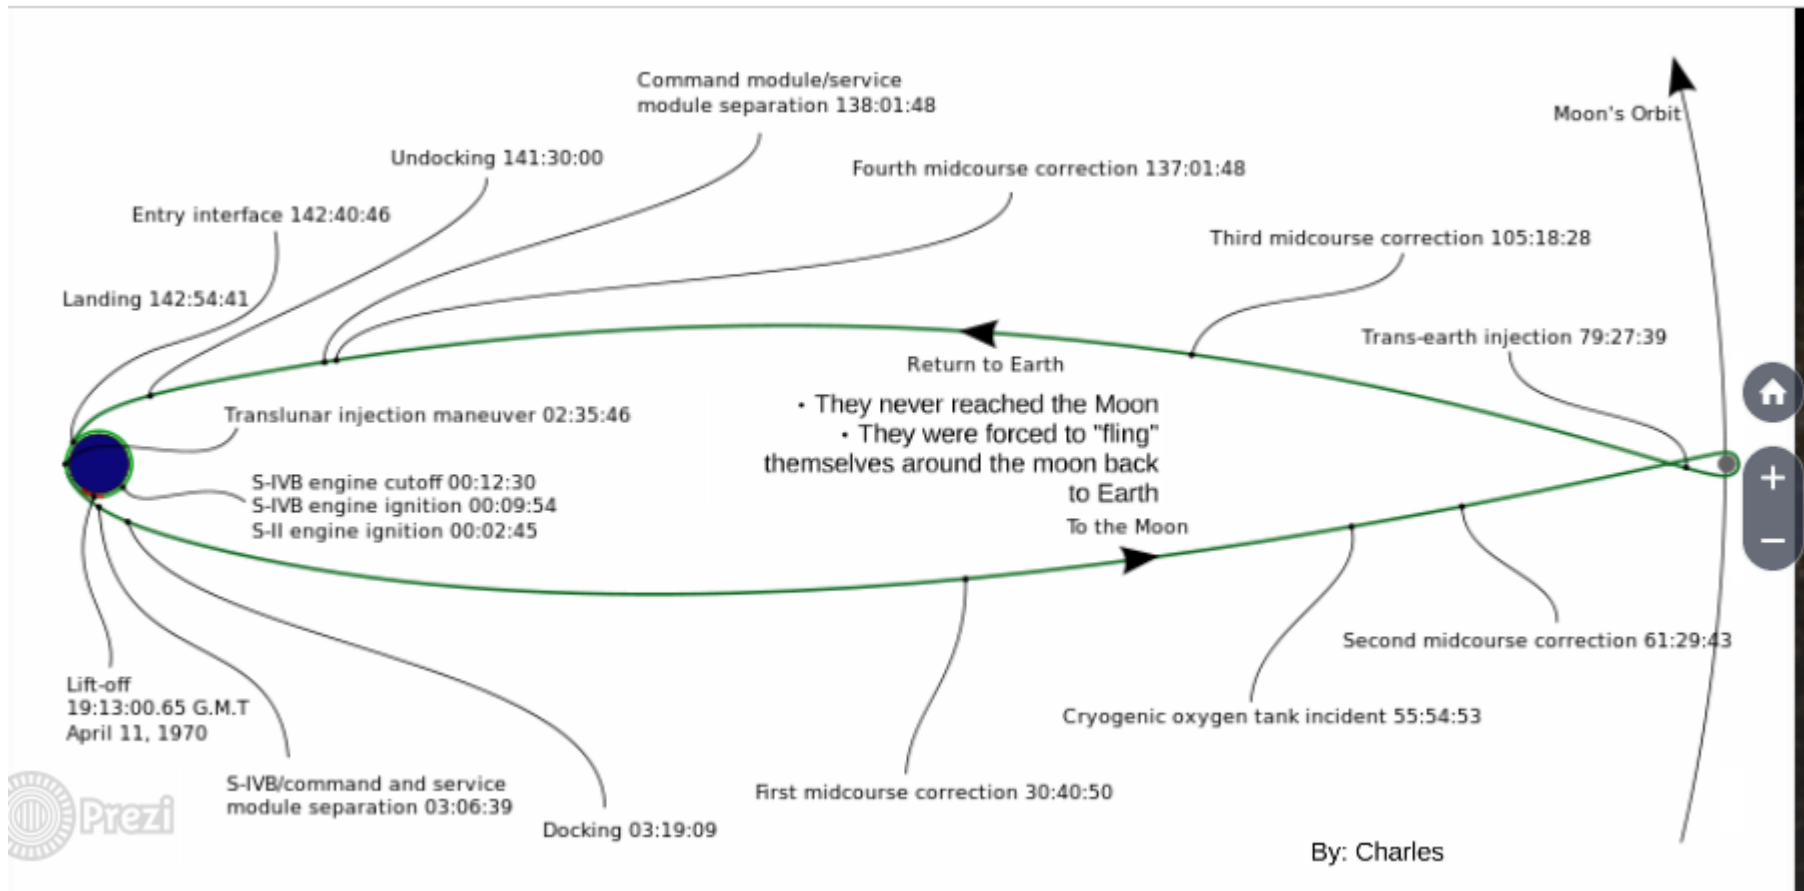 Command module/service
module separation 138:01:48
Moon's Orbit
Undocking 141:30:00
Fourth midcourse correction 137:01:48
Entry interface 142:40:46
Third midcourse correction 105:18:28
Landing 142:54:41
Trans-earth injection 79:27:39
Return to Earth
• They never reached the Moon
• They were forced to "fling"
themselves around the moon back
to Earth
Translunar injection maneuver 02:35:46
S-IVB engine cutoff 00:12:30
S-IVB engine ignition 00:09:54
S-II engine ignition 00:02:45
To the Moon
Second midcourse correction 61:29:43
Lift-off
19:13:00.65 G.M.T
April 11, 1970
Cryogenic oxygen tank incident 55:54:53
S-IVB/command and service
module separation 03:06:39
First midcourse correction 30:40:50
Docking 03:19:09
Prezi
By: Charles